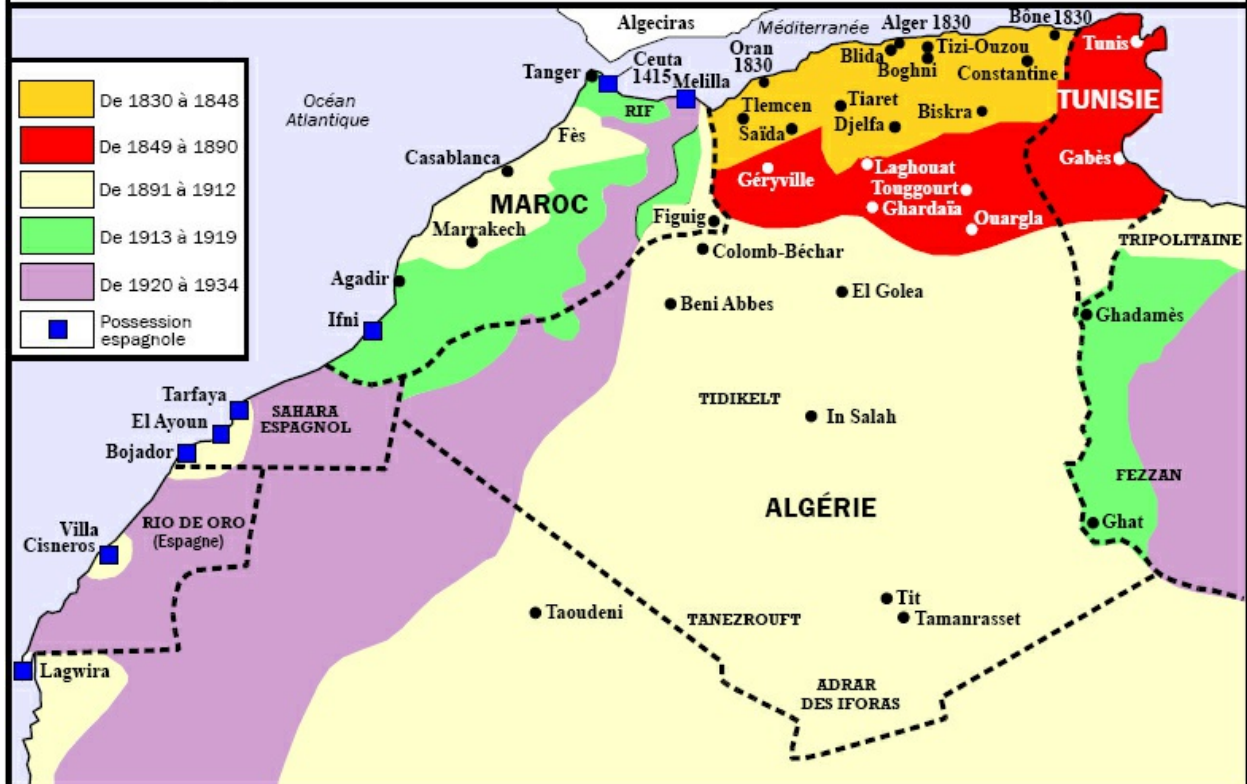 Algeciras
Méditerranée
Alger 1830
Bône 1830
Océan
Atlantique
Tanger
Ceuta
1415
Melilla
Oran
1830
Blida
Tizi-Ouzou
Boghni
Constantine
Tunis
TUNISIE
De 1830 à 1848
De 1849 à 1890
De 1891 à 1912
De 1913 à 1919
De 1920 à 1934
Possession
espagnole
RIF
Fès
Tlemcen
Tiaret
Biskra
Saïda
Djelfa
Casablanca
Gabès
Géryville
Laghouat
Touggourt
Ghardaïa
Ouargla
MAROC
Marrakech
Figuig
Colomb-Béchar
TRIPOLITAINE
Agadir
Beni Abbes
El Golea
Ghadamès
Ifni
Tarfaya
El Ayoun
Bojador
SAHARA
ESPAGNOL
TIDIKELT
In Salah
FEZZAN
ALGÉRIE
Ghat
Villa
Cisneros
RIO DE ORO
(Espagne)
Taoudeni
TANEZROUFT
Tit
Tamanrasset
Lagwira
ADRAR
DES IFORAS